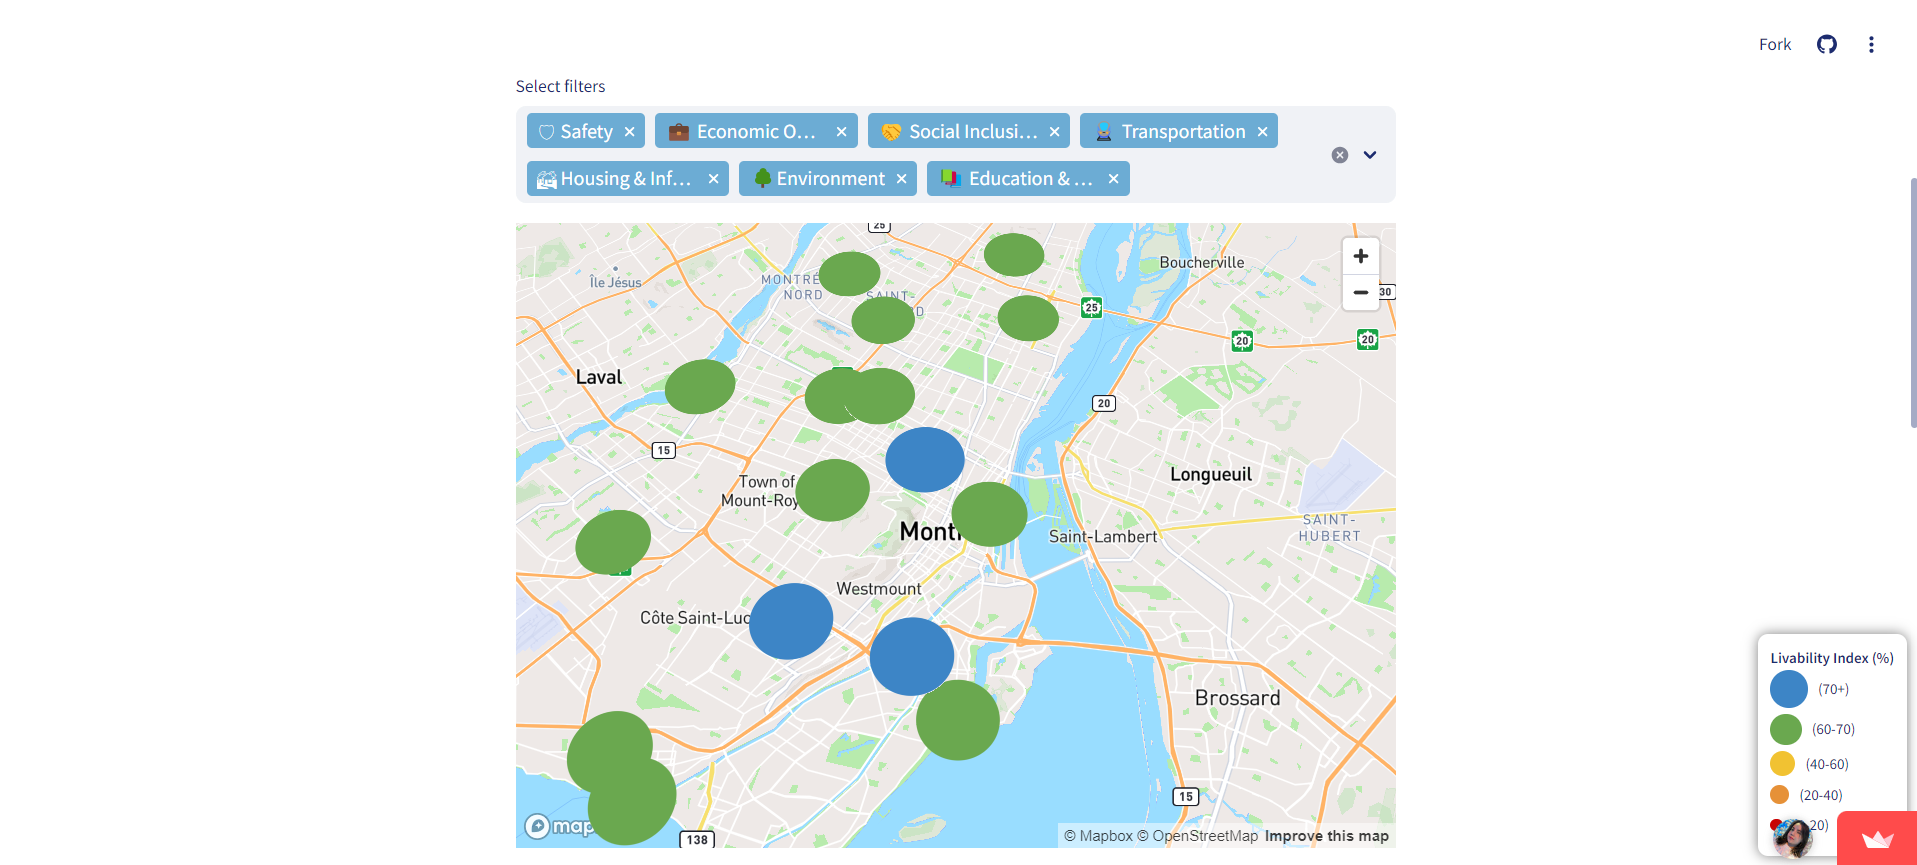 Fork
Select filters
Safety
Economic O...
Social Inclusi...
Transportation
Housing & Inf...
Environment
Education & ...
25
Boucherville
Île Jésus
MONTRÉ
NORD
SAINT-
D
30
25
20
20
Laval
20
15
Town of
Mount-Roy
Longueuil
SAINT-
HUBERT
Mont
Saint-Lambert
Westmount
Côte Saint-Luc
Brossard
15
138
map
© Mapbox © OpenStreetMap Improve this map
Livability Index (%)
(70+)
(60-70)
(40-60)
(20-40)
20)